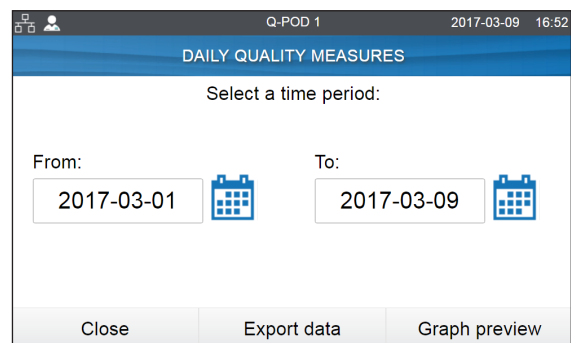 Q-POD 1 2017-03-09 16:52
DAILY QUALITY MEASURES
Select a time period:
From: To:
2017-03-01 2017-03-09
Close Export data Graph preview